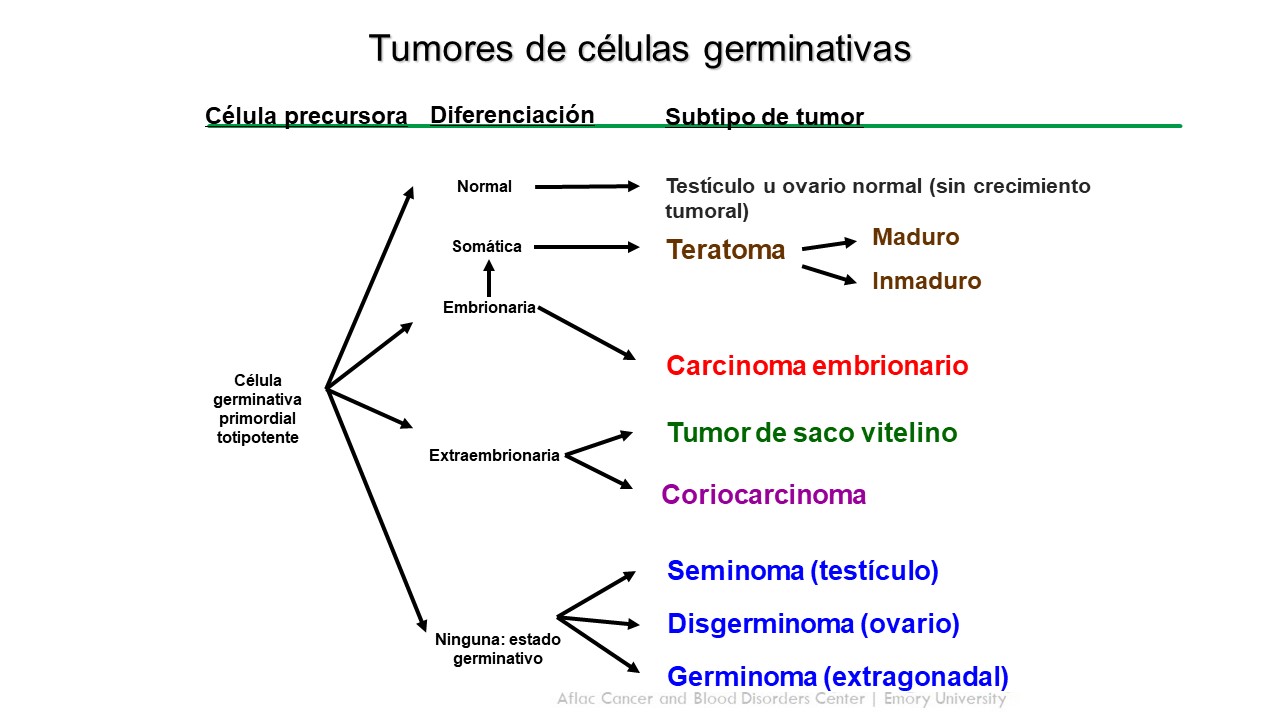 Tumores de células germinativas
Célula precursora
Diferenciación
Subtipo de tumor
Normal
Testículo u ovario normal (sin crecimiento
tumoral)
Somática
Teratoma
Maduro
Inmaduro
Embrionaria
Carcinoma embrionario
Célula
germinativa
primordial
totipotente
Extraembrionaria
Tumor de saco vitelino
Coriocarcinoma
Ninguna: estado
germinativo
Seminoma (testículo)
Disgerminoma (ovario)
Germinoma (extragonadal)
Aflac Cancer and Blood Disorders Center | Emory University